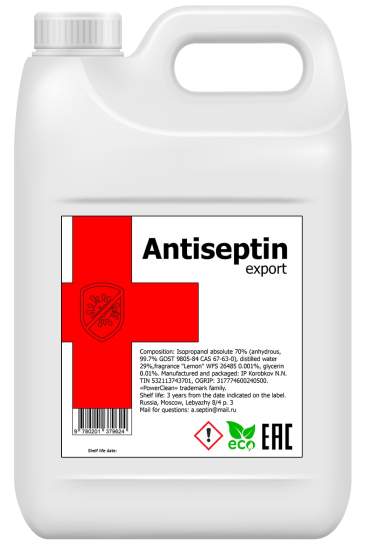 Antiseptin
export
Composition: Isopropanol absolute 70% (anhydrous,
99.7% GOST 9805-84 CAS 67-63-0), distilled water
29%,fragrance "Lemon" WFS 26485 0.001%, glycerin
0.01%. Manufactured and packaged: IP Korobkov N.N.
TIN 532113743701, OGRIP: 317774600240500.
«PowerClean» trademark family.
Shelf life: 3 years from the date indicated on the label.
Russia, Moscow, Lebyazhy 8/4 p. 3
Mail for questions: a.septin@mail.ru
9 780201 379624
Shelf life date:
eco
EAC